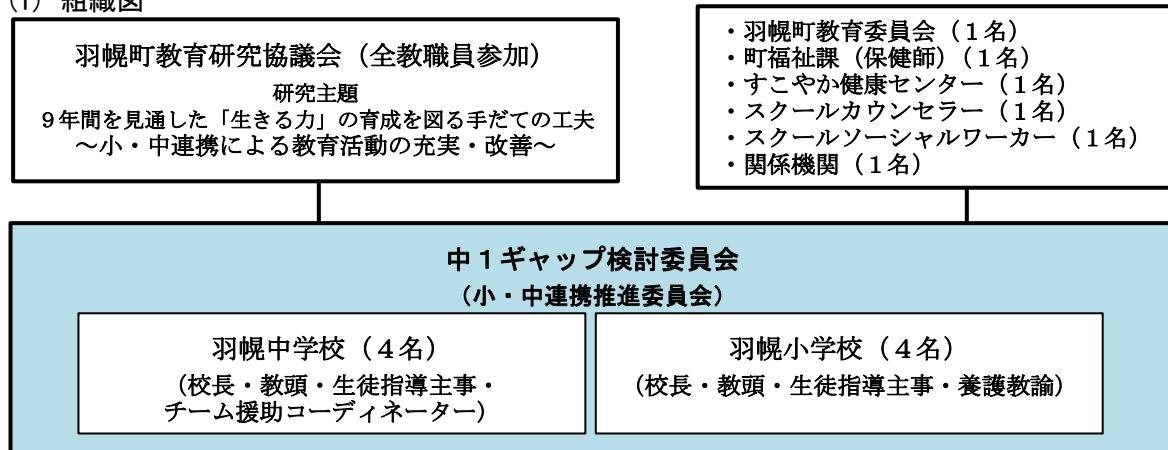 (1) 組織図
羽幌町教育研究協議会（全教職員参加）
研究主題
９年間を見通した「生きる力」の育成を図る手だての工夫
～小・中連携による教育活動の充実・改善～
・羽幌町教育委員会（１名）
・町福祉課（保健師）（１名）
・すこやか健康センター（１名）
・スクールカウンセラー（１名）
・スクールソーシャルワーカー（１名）
・関係機関（１名）
中１ギャップ検討委員会
（小・中連携推進委員会）
羽幌中学校（４名）
（校長・教頭・生徒指導主事・
チーム援助コーディネーター）
羽幌小学校（４名）
（校長・教頭・生徒指導主事・養護教諭）